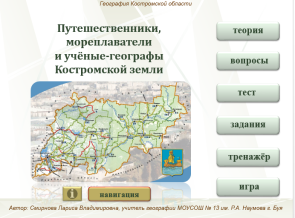 География Костромской области
Путешественники,
мореплаватели
и учёные-географы
Костромской земли
теория
вопросы
тест
задания
тренажёр
игра
навигация
Автор: Смирнова Лариса Владимировна, учитель географии МОУСОШ № 13 им. Р.А. Наумова г. Буя